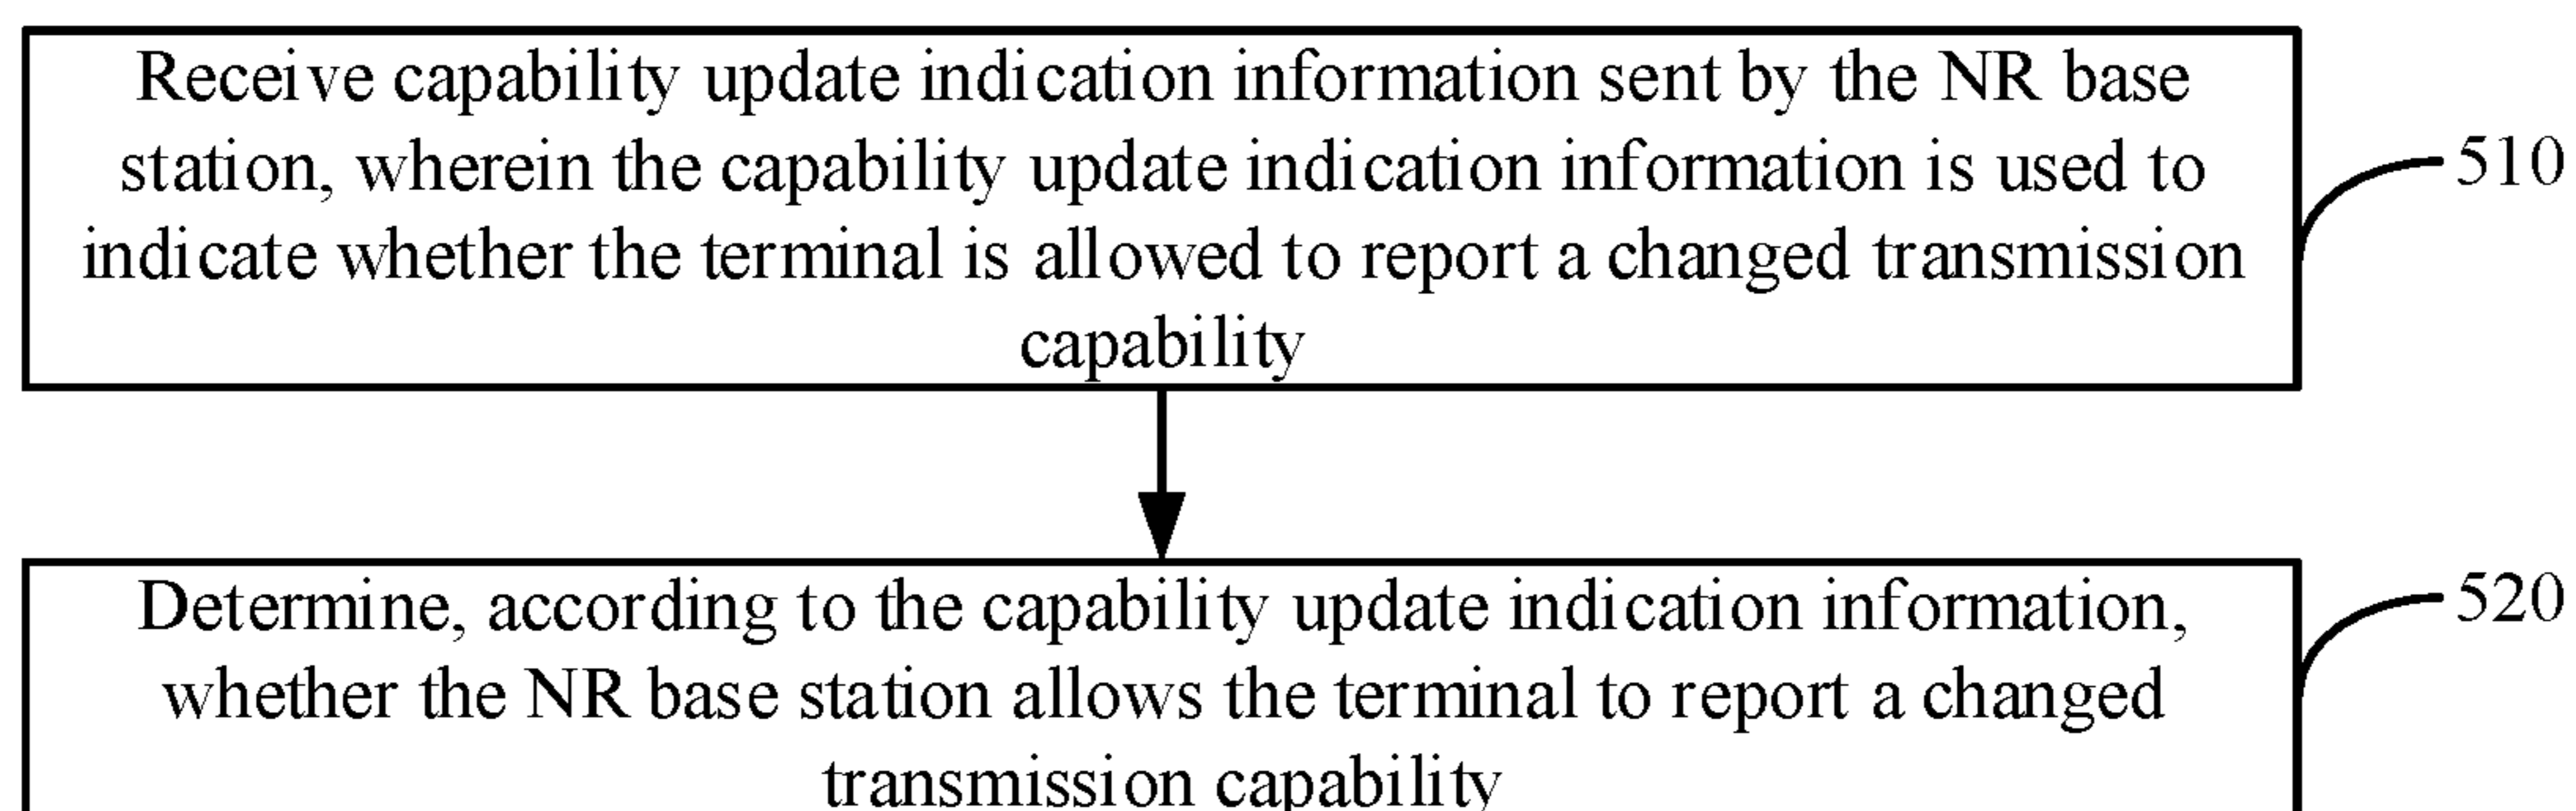 Receive capability update indication information sent by the NR base
station, wherein the capability update indication information is used to
indicate whether the terminal is allowed to report a changed transmission
capability
510
Determine, according to the capability update indication information,
whether the NR base station allows the terminal to report a changed
transmission capability
520